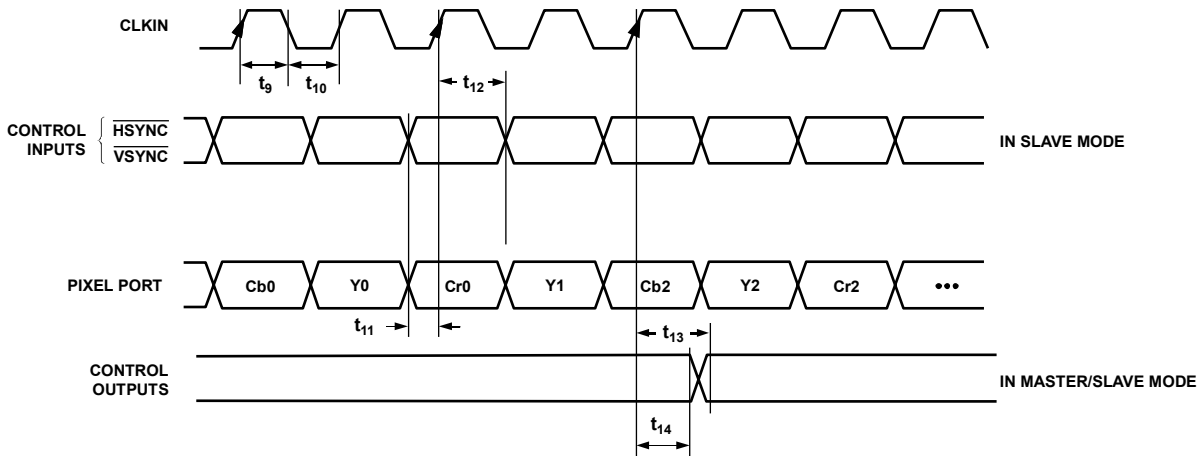 CLKIN
t9
t10
t12
CONTROL INPUTS
HSYNC
VSYNC
IN SLAVE MODE
PIXEL PORT
Cb0 Y0 Cr0 Y1 Cb2 Y2 Cr2 •••
t11
t13
CONTROL OUTPUTS
IN MASTER/SLAVE MODE
t14